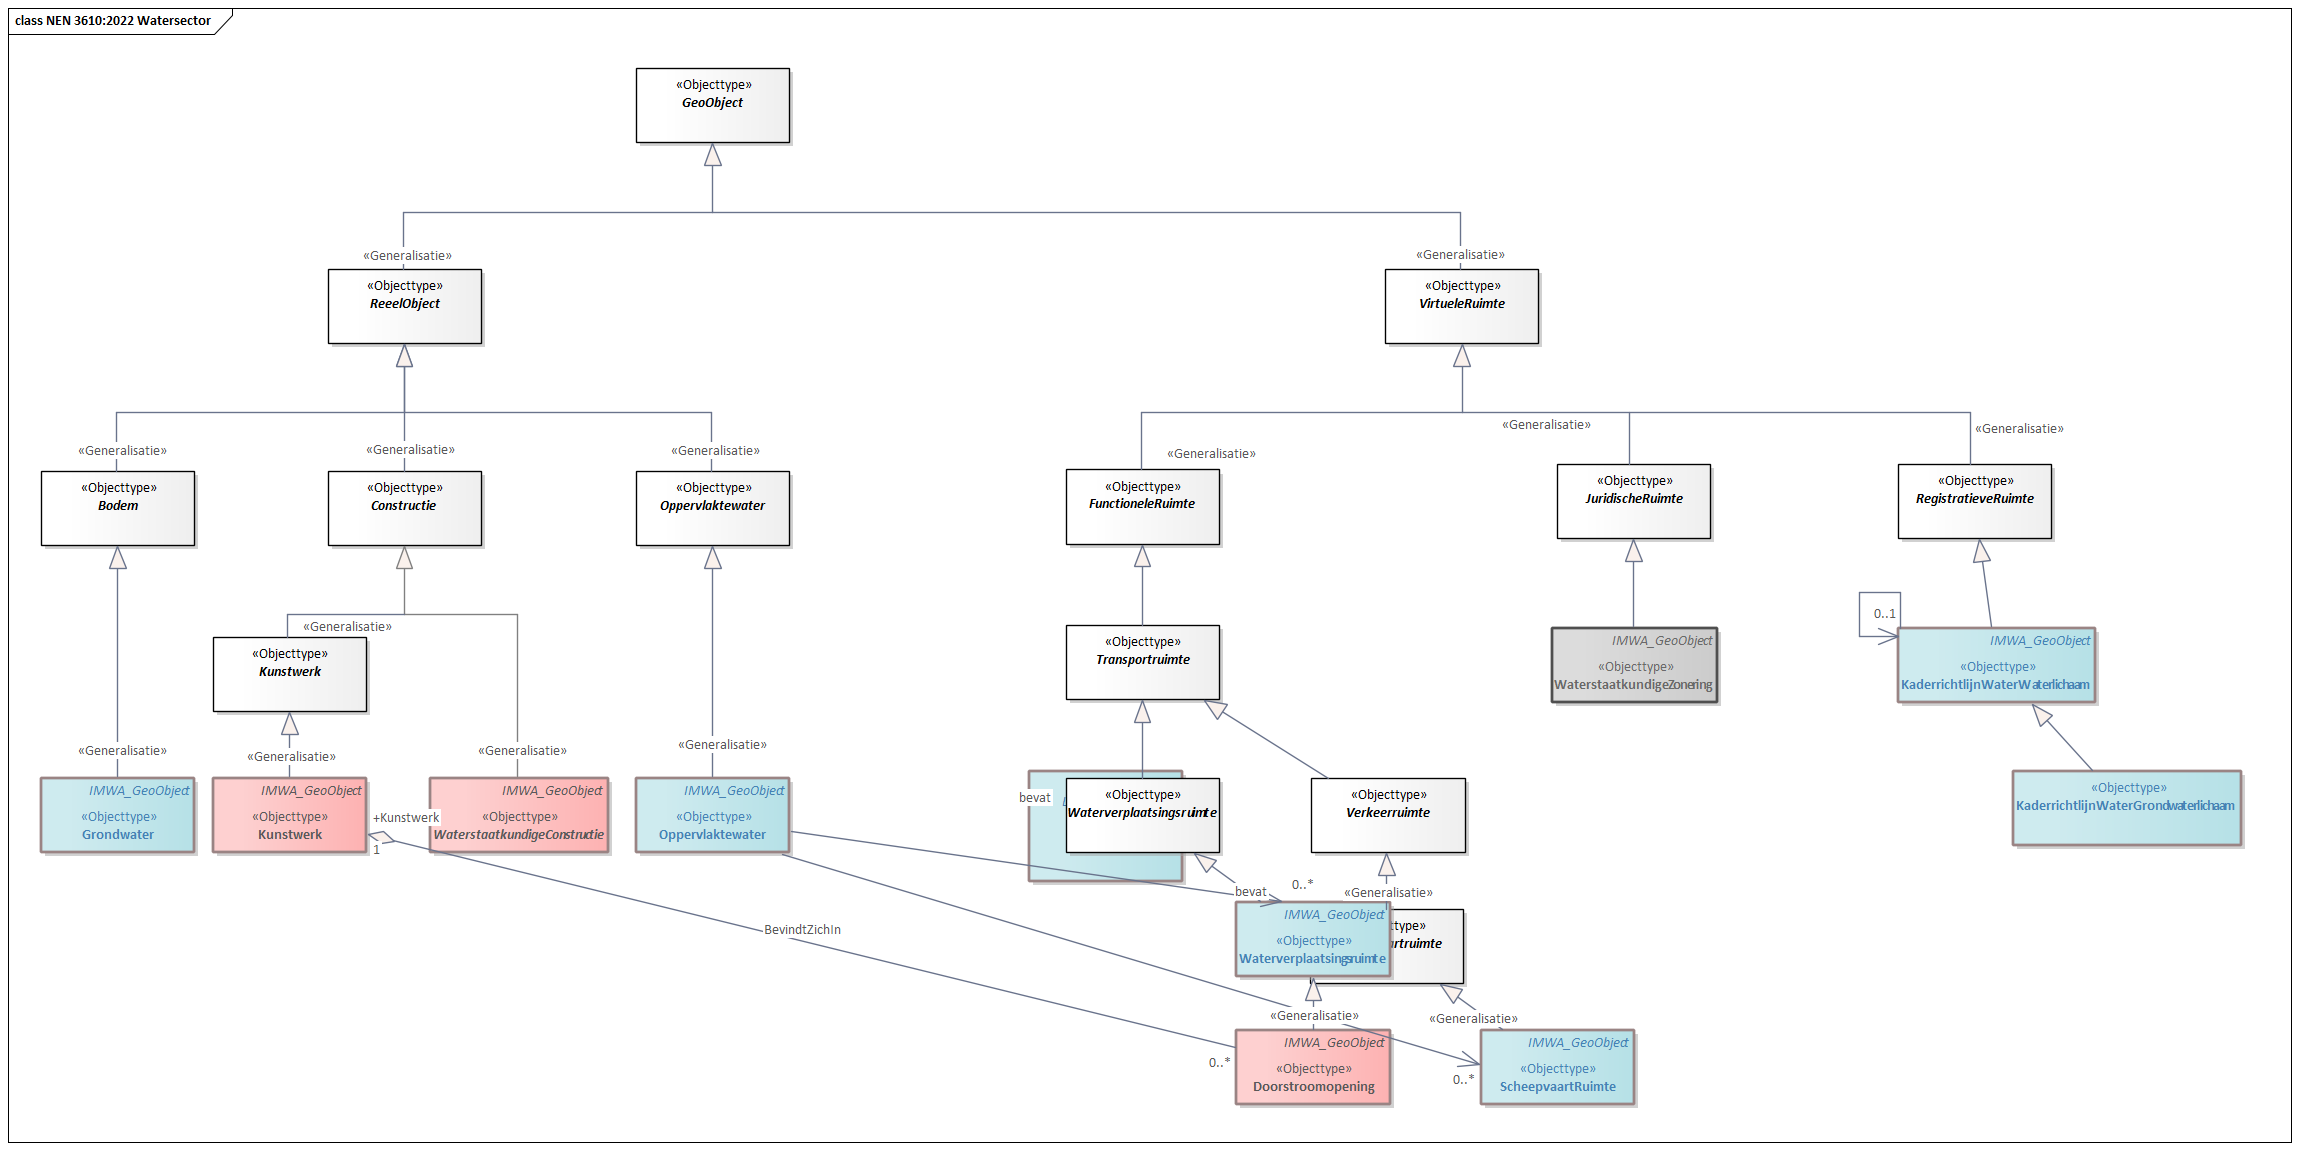 class NEN 3610:2022 Watersector
«Objecttype»
GeoObject
«Generalisatie»
«Generalisatie»
«Objecttype»
ReeelObject
«Objecttype»
VirtueleRuimte
«Generalisatie»
«Generalisatie»
«Generalisatie»
«Generalisatie»
«Generalisatie»
«Generalisatie»
«Objecttype»
Bodem
«Objecttype»
Constructie
«Objecttype»
Oppervlaktewater
«Objecttype»
FunctioneleRuimte
«Objecttype»
JuridischeRuimte
«Objecttype»
RegistratieveRuimte
«Generalisatie»
0..1
«Objecttype»
Kunstwerk
«Objecttype»
Transportruimte
IMWA_GeoObject
«Objecttype»
WaterstaatkundigeZonering
IMWA_GeoObject
«Objecttype»
KaderrichtlijnWaterWaterlichaam
«Generalisatie»
«Generalisatie»
«Generalisatie»
«Generalisatie»
IMWA_GeoObject
«Objecttype»
Grondwater
IMWA_GeoObject
«Objecttype»
Kunstwerk
IMWA_GeoObject
«Objecttype»
WaterstaatkundigeConstructie
IMWA_GeoObject
«Objecttype»
Oppervlaktewater
bevat
«Objecttype»
Waterverplaatsingsruimte
«Objecttype»
Verkeerruimte
«Objecttype»
KaderrichtlijnWaterGrondwaterlichaam
+Kunstwerk
1
bevat
0..*
«Generalisatie»
BevindtZichIn
IMWA_GeoObject
«Objecttype»
Waterverplaatsingsruimte
ttype»
artruimte
«Generalisatie»
«Generalisatie»
0..*
IMWA_GeoObject
«Objecttype»
Doorstroomopening
0..*
IMWA_GeoObject
«Objecttype»
ScheepvaartRuimte